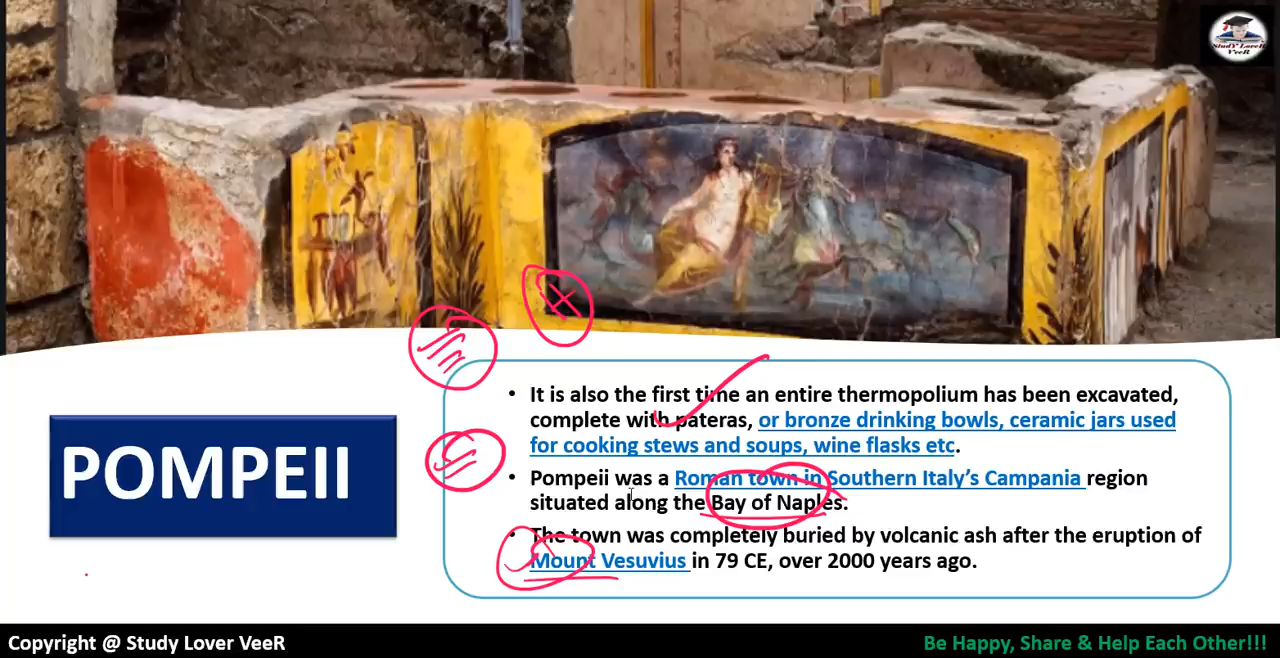 StudY LoveR
VeeR
POMPEII
• It is also the first time an entire thermopolium has been excavated,
complete with pateras, or bronze drinking bowls, ceramic jars used
for cooking stews and soups, wine flasks etc.
• Pompeii was a Roman town in Southern Italy’s Campania region
situated along the Bay of Naples.
• The town was completely buried by volcanic ash after the eruption of
Mount Vesuvius in 79 CE, over 2000 years ago.
Copyright @ Study Lover VeeR
Be Happy, Share & Help Each Other!!!